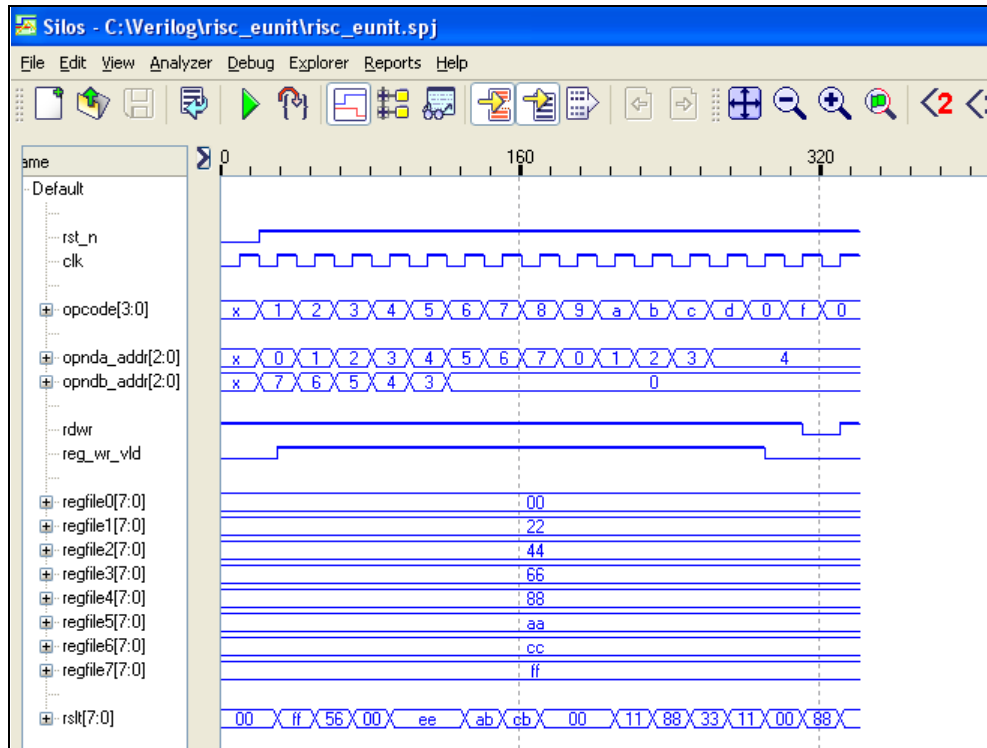 Silos - C:\Verilog\risc_eunit\risc_eunit.spj
File Edit View Analyzer Debug Explorer Reports Help
2
ame 0 160 320
Default
rst_n
clk
opcode[3:0] x 1 2 3 4 5 6 7 8 9 a b c d 0 f 0
opnda_addr[2:0] x 0 1 2 3 4 5 6 7 0 1 2 3 4
opndb_addr[2:0] x 7 6 5 4 3 0
rdwr
reg_wr_vld
regfile0[7:0] 00
regfile1[7:0] 22
regfile2[7:0] 44
regfile3[7:0] 66
regfile4[7:0] 88
regfile5[7:0] aa
regfile6[7:0] cc
regfile7[7:0] ff
rslt[7:0] 00 ff 56 00 ee ab cb 00 11 88 33 11 00 88